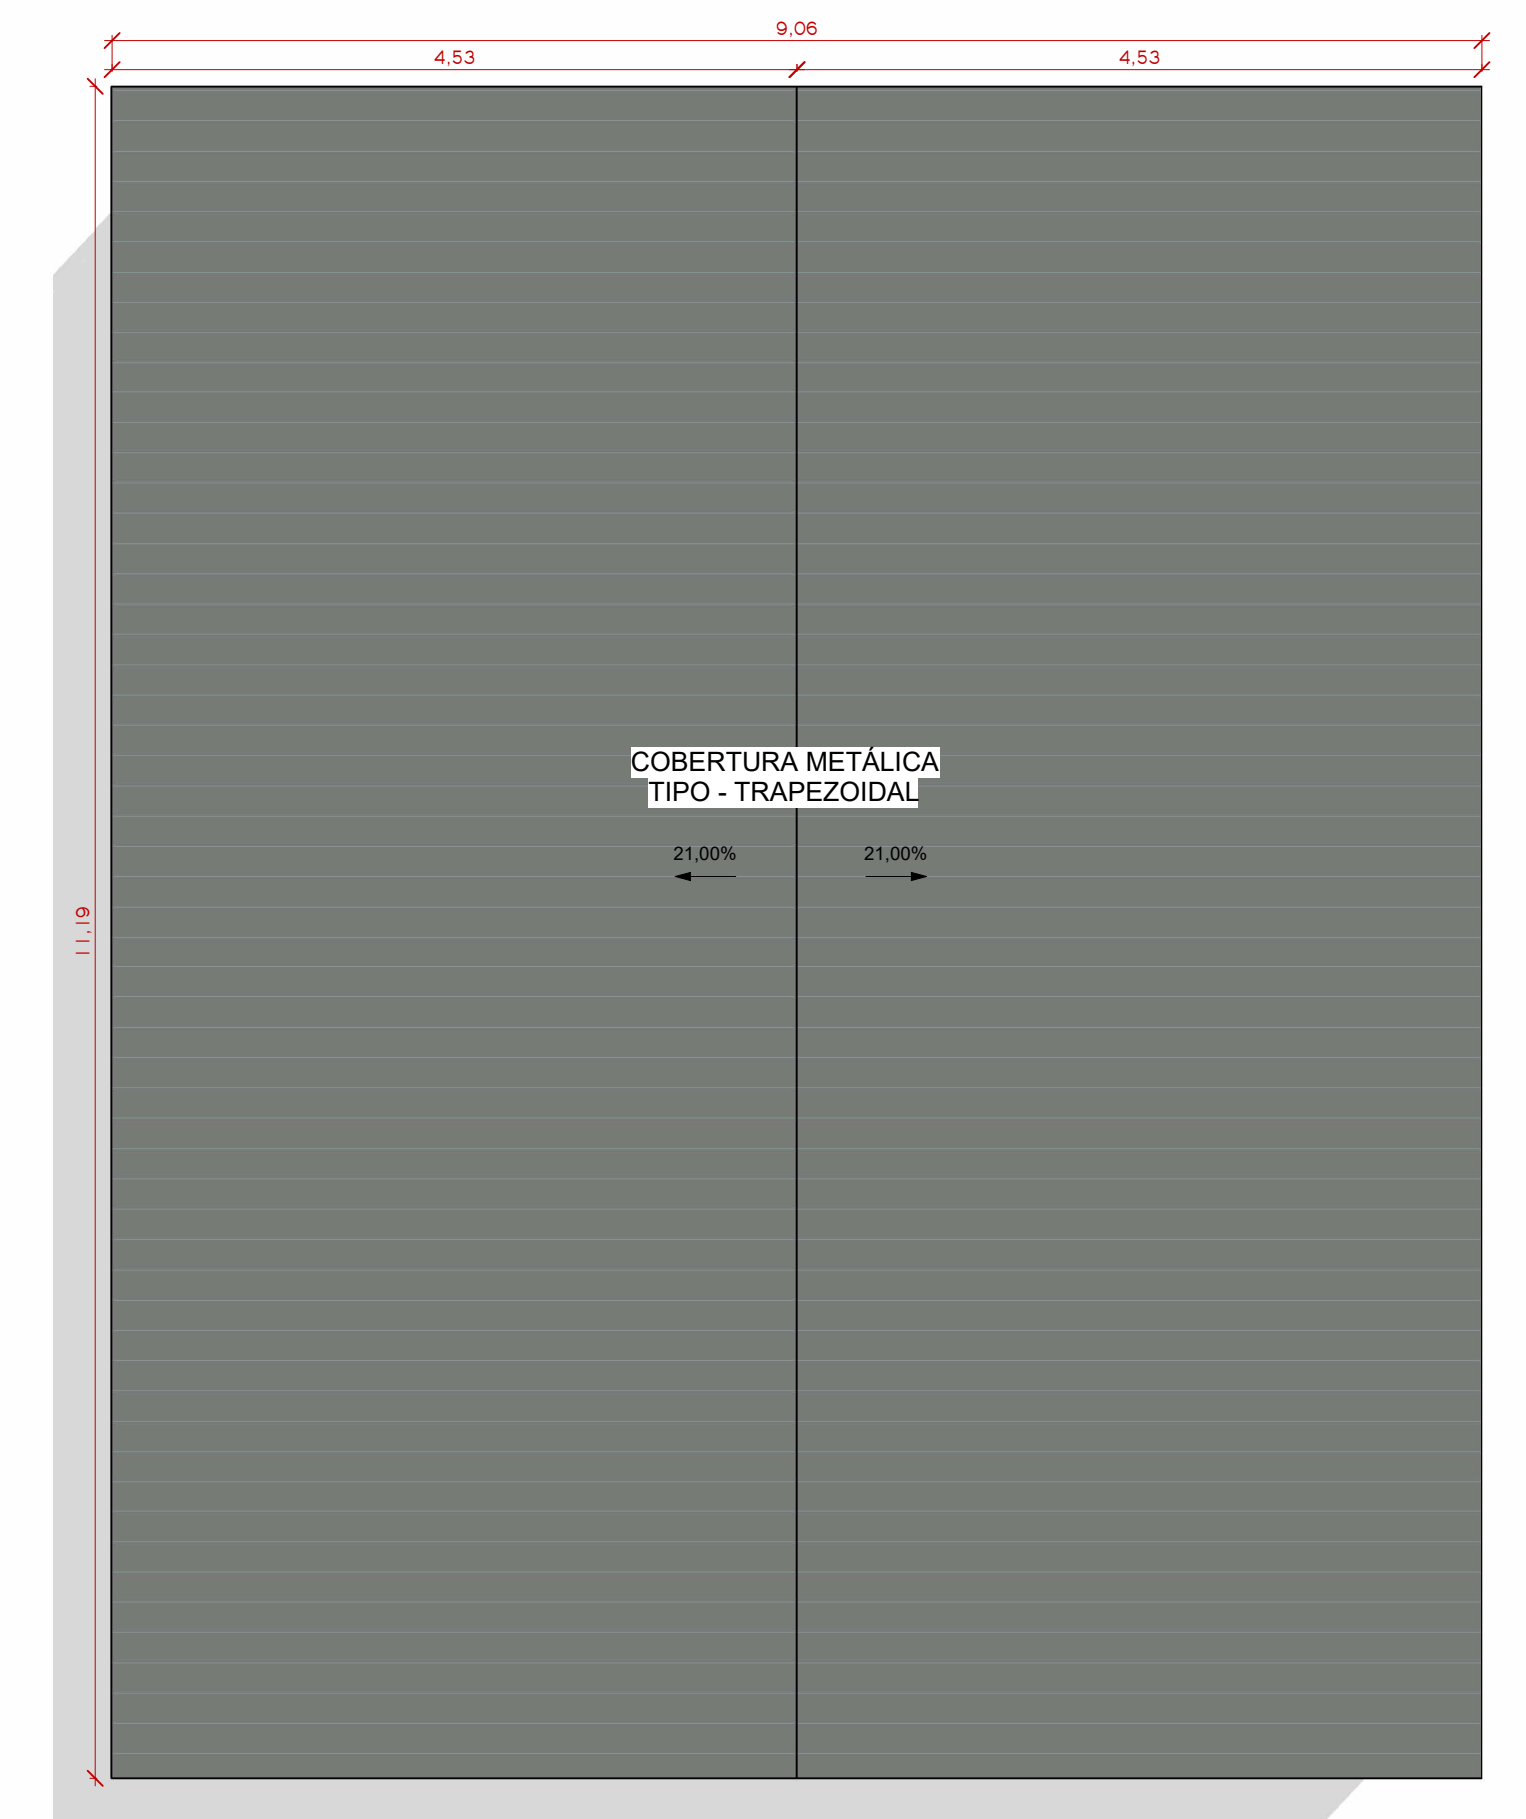 9,06
4,53 4,53
COBERTURA METÁLICA
TIPO - TRAPEZOIDAL
21,00% 21,00%
11,19